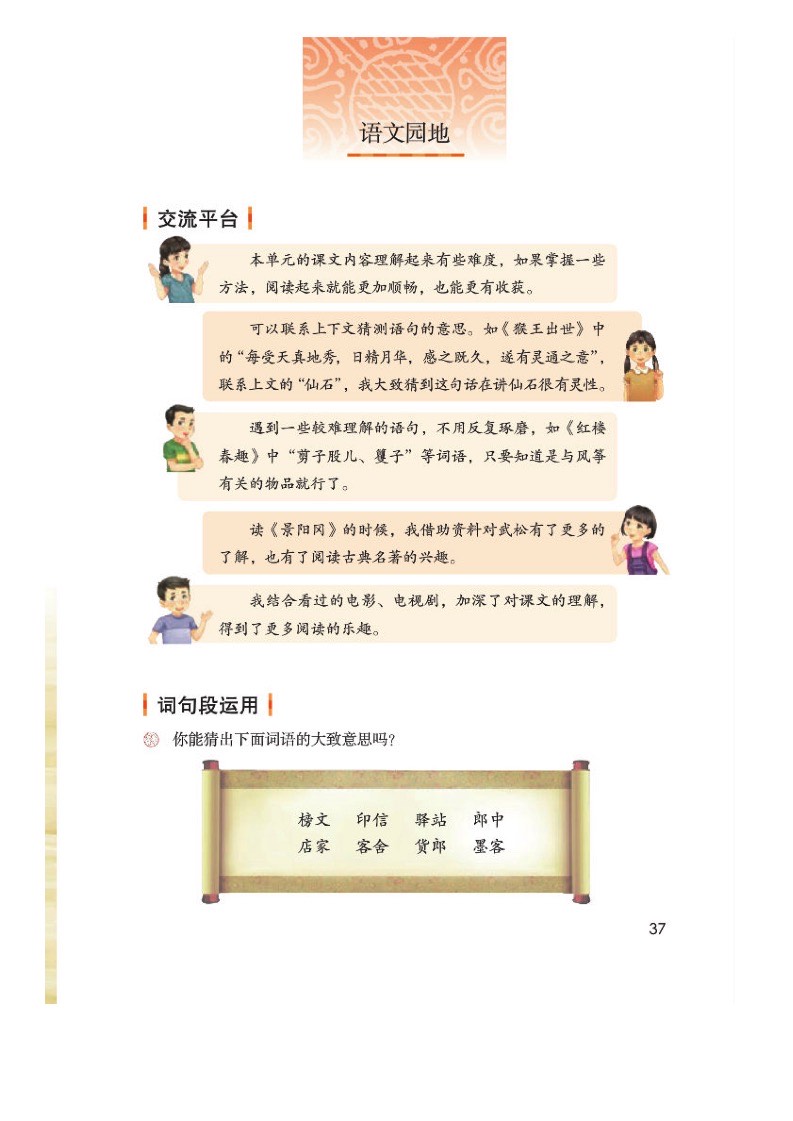 语文园地
交流平台
本单元的课文内容理解起来有些难度，如果掌握一些
方法，阅读起来就能更加顺畅，也能更有收获。
可以联系上下文猜测语句的意思。如《猴王出世》中
的“每受天真地秀，日精月华，感之既久，遂有灵通之意”，
联系上文的“仙石”，我大致猜到这句话在讲仙石很有灵性。
遇到一些较难理解的语句，不用反复琢磨，如《红楼
春趣》中“剪子股儿、籰子”等词语，只要知道是与风筝
有关的物品就行了。
读《景阳冈》的时候，我借助资料对武松有了更多的
了解，也有了阅读古典名著的兴趣。
我结合看过的电影、电视剧，加深了对课文的理解，
得到了更多阅读的乐趣。
词句段运用
你能猜出下面词语的大致意思吗？
榜文 印信 驿站 郎中
店家 客舍 货郎 墨客
37